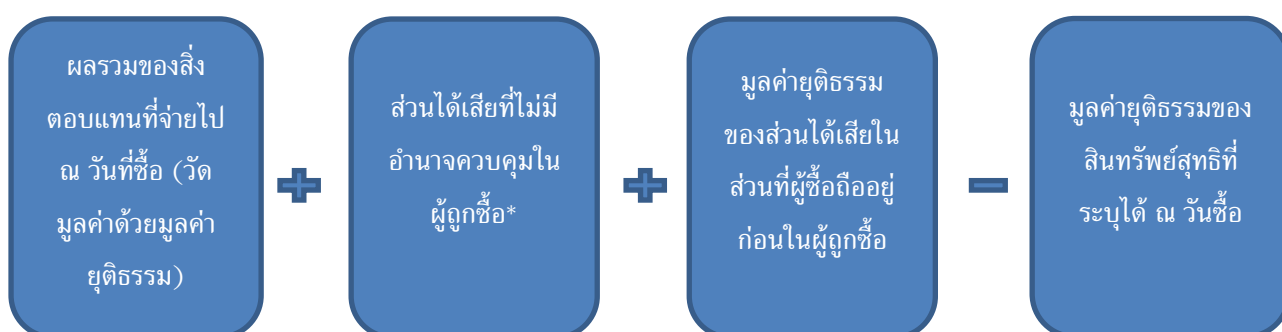 ผลรวมของสิ่ง
ตอบแทนที่จ่ายไป
ณ วันที่ซื้อ (วัด
มูลค่าด้วยมูลค่า
ยุติธรรม)
ส่วนได้เสียที่ไม่มี
อำนาจควบคุมใน
ผู้ถูกซื้อ*
มูลค่ายุติธรรม
ของส่วนได้เสียใน
ส่วนที่ผู้ซื้อถืออยู่
ก่อนในผู้ถูกซื้อ
มูลค่ายุติธรรมของ
สินทรัพย์สุทธิที่
ระบุได้ ณ วันซื้อ